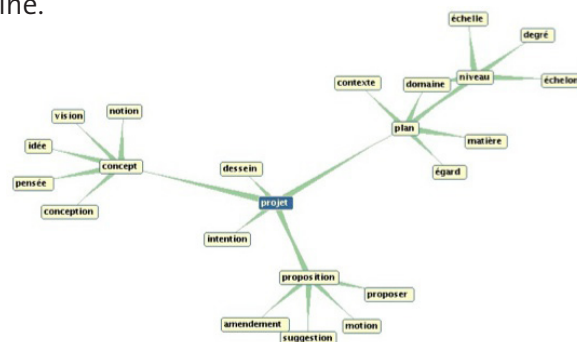 ine.
échelle
degré
niveau
échelon
contexte
domaine
plan
matière
égard
vision
notion
idée
concept
pensée
conception
dessein
projet
intention
proposition
proposer
amendement
motion
suggestion